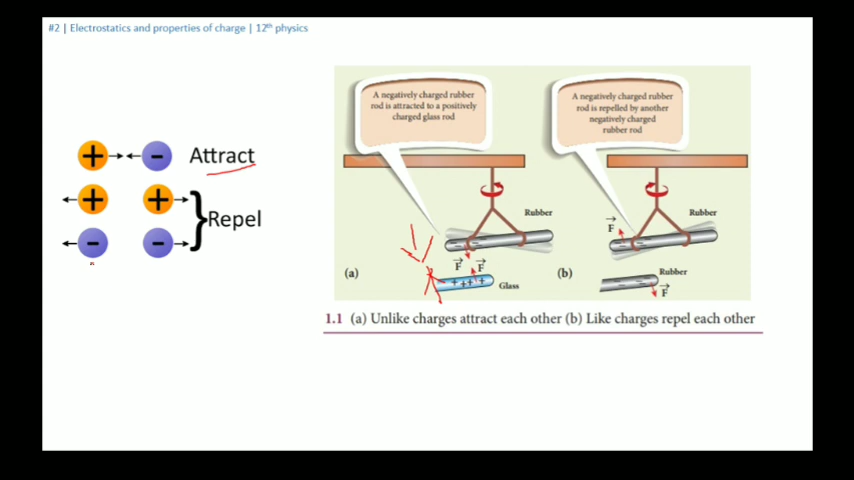 #2 | Electrostatics and properties of charge | 12th physics
A negatively charged rubber
rod is attracted to a positively
charged glass rod
A negatively charged rubber
rod is repelled by another
negatively charged
rubber rod
+ - Attract
+ +
Repel
- -
Rubber
F
F
(a)
Glass
Rubber
F
(b)
Rubber
F
1.1 (a) Unlike charges attract each other (b) Like charges repel each other